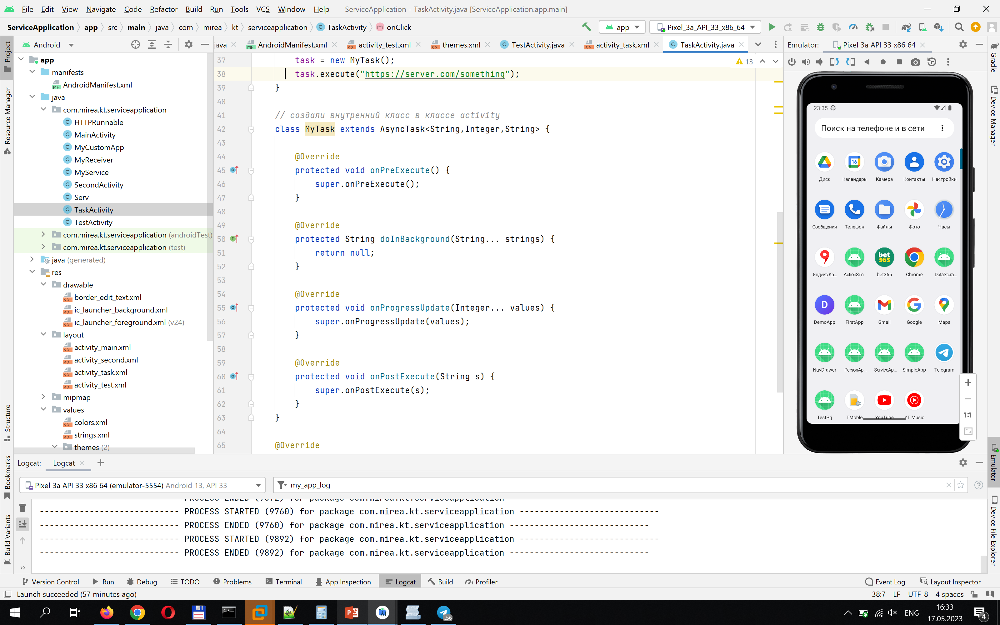 File Edit View Navigate Code Refactor Build Run Tools VCS Window Help ServiceApplication - TaskActivity.java [ServiceApplication.app.main]
ServiceApplication app src main java com mirea kt serviceapplication TaskActivity onClick app Pixel_3a_API_33_x86_64
Android
ava AndroidManifest.xml activity_test.xml themes.xml TestActivity.java activity_task.xml TaskActivity.java
Emulator: Pixel 3a API 33 x86 64
Project
Resource Manager
Structure
Bookmarks
Build Variants
app
manifests
AndroidManifest.xml
java
com.mirea.kt.serviceapplication
HTTPRunnable
MainActivity
MyCustomApp
MyReceiver
MyService
SecondActivity
Serv
TaskActivity
TestActivity
com.mirea.kt.serviceapplication (androidTest)
com.mirea.kt.serviceapplication (test)
java (generated)
res
drawable
border_edit_text.xml
ic_launcher_background.xml
ic_launcher_foreground.xml (v24)
layout
activity_main.xml
activity_second.xml
activity_task.xml
activity_test.xml
mipmap
values
colors.xml
strings.xml
themes (2)
13
37 task = new MyTask();
38 task.execute("https://server.com/something");
39 }
40
41 // создали внутренний класс в классе activity
42 class MyTask extends AsyncTask<String,Integer,String> {
43
44 @Override
45 protected void onPreExecute() {
46 super.onPreExecute();
47 }
48
49 @Override
50 protected String doInBackground(String... strings) {
51 return null;
52 }
53
54 @Override
55 protected void onProgressUpdate(Integer... values) {
56 super.onProgressUpdate(values);
57 }
58
59 @Override
60 protected void onPostExecute(String s) {
61 super.onPostExecute(s);
62 }
63 }
64
65 @Override
23:35
Поиск на телефоне и в сети
16
Диск Календарь Камера Контакты Настройки
Сообщения Телефон Файлы Фото Часы
bet365
Яндекс.Ка... ActionSim... bet365 Chrome DataStora...
D
DemoApp FirstApp Gmail Google Maps
NavDrawer PersonAp... ServiceAp... SimpleApp Telegram
TestPrj TMoble YouTube YT Music
1:1
Gradle
Device Manager
Emulator
Device File Explorer
Logcat: Logcat
Pixel 3a API 33 x86 64 (emulator-5554) Android 13, API 33 my_app_log
---------------------------- PROCESS STARTED (9760) for package com.mirea.kt.serviceapplication ----------------------------
---------------------------- PROCESS ENDED (9760) for package com.mirea.kt.serviceapplication ----------------------------
---------------------------- PROCESS STARTED (9892) for package com.mirea.kt.serviceapplication ----------------------------
---------------------------- PROCESS ENDED (9892) for package com.mirea.kt.serviceapplication ----------------------------
Version Control Run Debug TODO Problems Terminal App Inspection Logcat Build Profiler Event Log Layout Inspector
Launch succeeded (57 minutes ago) 38:7 LF UTF-8 4 spaces
..56
ENG
16:33
17.05.2023
4